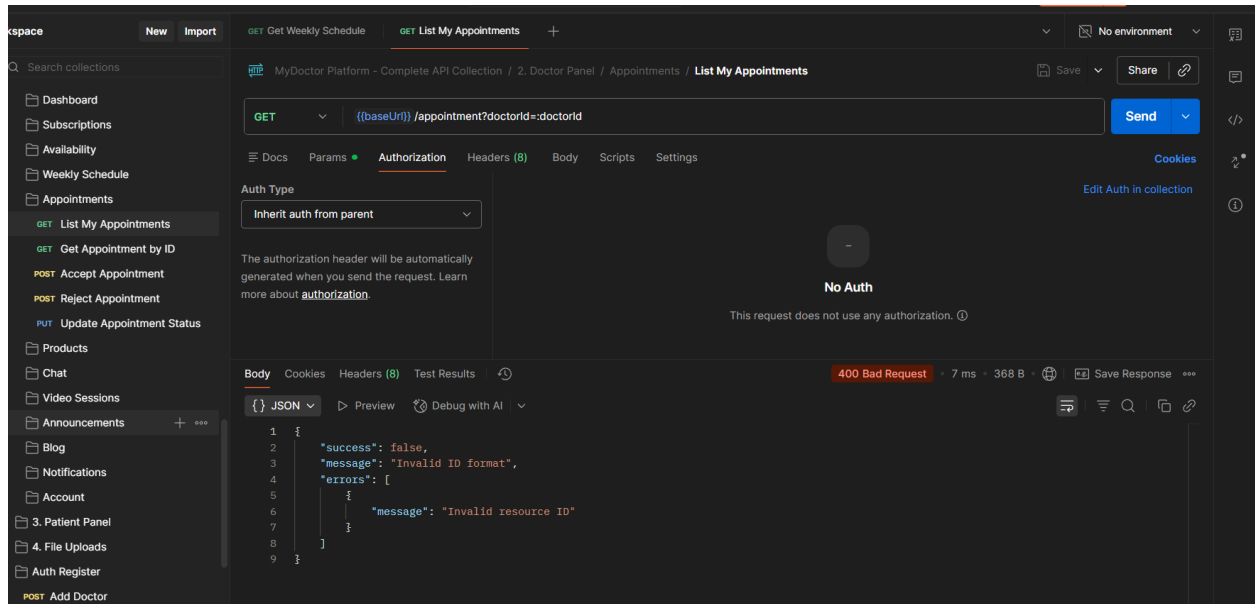 kspace New Import
GET Get Weekly Schedule GET List My Appointments No environment
Search collections
HTTP MyDoctor Platform - Complete API Collection / 2. Doctor Panel / Appointments / List My Appointments Save Share
Dashboard
Subscriptions
Availability
Weekly Schedule
Appointments
GET List My Appointments
GET Get Appointment by ID
POST Accept Appointment
POST Reject Appointment
PUT Update Appointment Status
Products
Chat
Video Sessions
Announcements
Blog
Notifications
Account
3. Patient Panel
4. File Uploads
Auth Register
POST Add Doctor
GET {{baseUrl}} /appointment?doctorId=:doctorId Send
Docs Params Authorization Headers (8) Body Scripts Settings Cookies
Auth Type
Edit Auth in collection
Inherit auth from parent
The authorization header will be automatically
generated when you send the request. Learn
more about authorization.
No Auth
This request does not use any authorization.
Body Cookies Headers (8) Test Results 400 Bad Request 7 ms 368 B e.g. Save Response
{} JSON Preview Debug with AI
1 {
2 "success": false,
3 "message": "Invalid ID format",
4 "errors": [
5 {
6 "message": "Invalid resource ID"
7 }
8 ]
9 }